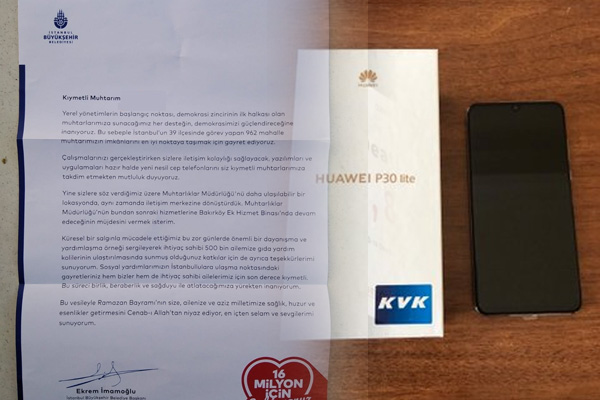 İSTANBUL
BÜYÜKŞEHİR
BELEDİYESİ
Kıymetli Muhtarım
Yerel yönetimlerin başlangıç noktası, demokrasi zincirinin ilk halkası olan
muhtarlarımıza sunacağımız her desteğin, demokrasimizi güçlendireceğine
inanıyoruz. Bu sebeple İstanbul'un 39 ilçesinde görev yapan 962 mahalle
muhtarımızın imkânlarını en iyi noktaya taşımak için gayret ediyoruz.
Çalışmalarınızı gerçekleştirirken sizlere iletişim kolaylığı sağlayacak, yazılımları ve
uygulamaları hazır halde yeni nesil cep telefonlarını siz kıymetli muhtarlarımıza
takdim etmekten mutluluk duyuyoruz.
Yine sizlere söz verdiğimiz üzere Muhtarlıklar Müdürlüğü'nü daha ulaşılabilir bir
lokasyonda, aynı zamanda iletişim merkezine dönüştürdük. Muhtarlıklar
Müdürlüğü'nün bundan sonraki hizmetlerine Bakırköy Ek Hizmet Binası'nda devam
edeceğinin müjdesini vermek isterim.
Küresel bir salgınla mücadele ettiğimiz bu zor günlerde önemli bir dayanışma ve
yardımlaşma örneği sergileyerek ihtiyaç sahibi 500 bin ailemize gıda yardım
kolilerinin ulaştırılmasında sunmuş olduğunuz katkılar için de ayrıca teşekkürlerimi
sunuyorum. Sosyal yardımlarımızın İstanbullulara ulaşma noktasındaki
gayretleriniz hem bizler hem de ihtiyaç sahibi ailelerimiz için son derece kıymetli.
Bu süreci birlik, beraberlik ve sağduyu ile atlatacağımıza yürekten inanıyorum.
Bu vesileyle Ramazan Bayramı'nın size, ailenize ve aziz milletimize sağlık, huzur ve
esenlikler getirmesini Cenab-ı Allah'tan niyaz ediyor, en içten selam ve sevgilerimi
sunuyorum.
Ekrem İmamoğlu
İstanbul Büyükşehir Belediye Başkanı
16
MİLYON
İÇİN
HUAWEI
HUAWEI P30 lite
KVK